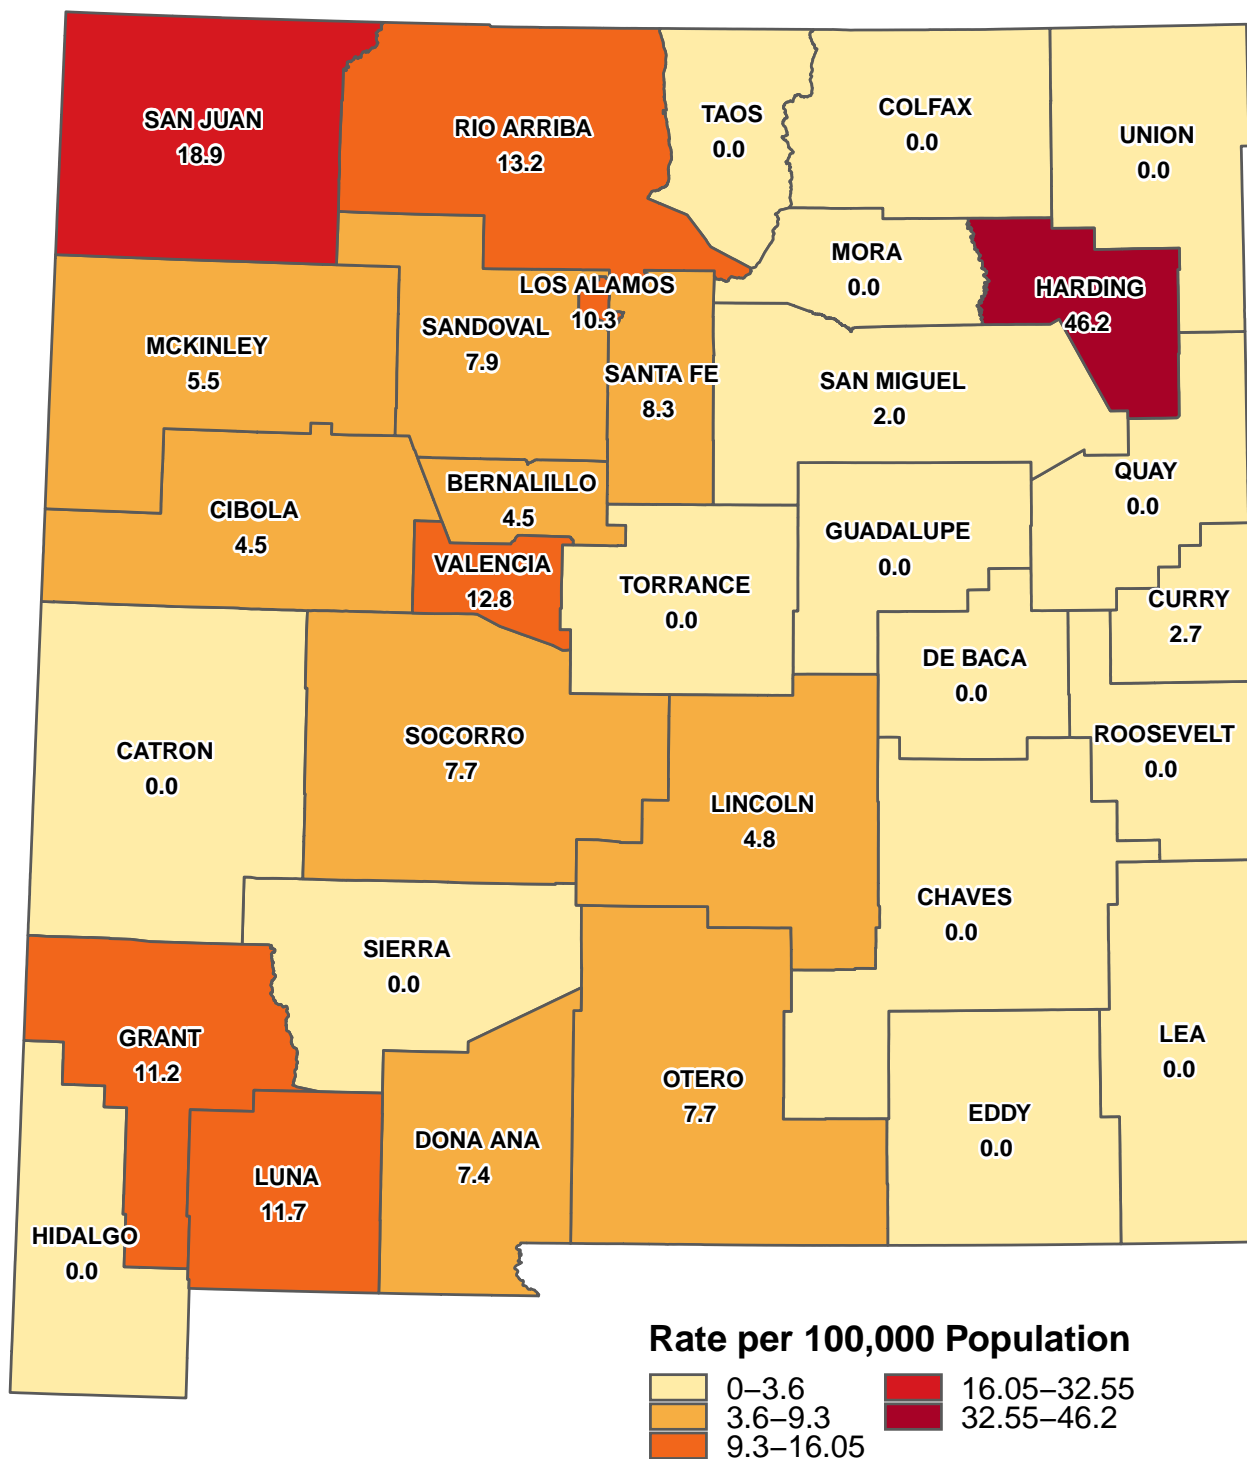 SAN JUAN
18.9
RIO ARRIBA
13.2
TAOS
0.0
COLFAX
0.0
UNION
0.0
MORA
0.0
HARDING
46.2
LOS ALAMOS
10.3
SANDOVAL
7.9
MCKINLEY
5.5
SANTA FE
8.3
SAN MIGUEL
2.0
QUAY
0.0
BERNALILLO
4.5
CIBOLA
4.5
GUADALUPE
0.0
VALENCIA
12.8
TORRANCE
0.0
CURRY
2.7
DE BACA
0.0
ROOSEVELT
0.0
CATRON
0.0
SOCORRO
7.7
LINCOLN
4.8
CHAVES
0.0
SIERRA
0.0
GRANT
11.2
LEA
0.0
OTERO
7.7
EDDY
0.0
DONA ANA
7.4
LUNA
11.7
HIDALGO
0.0
Rate per 100,000 Population
0–3.6
3.6–9.3
9.3–16.05
16.05–32.55
32.55–46.2